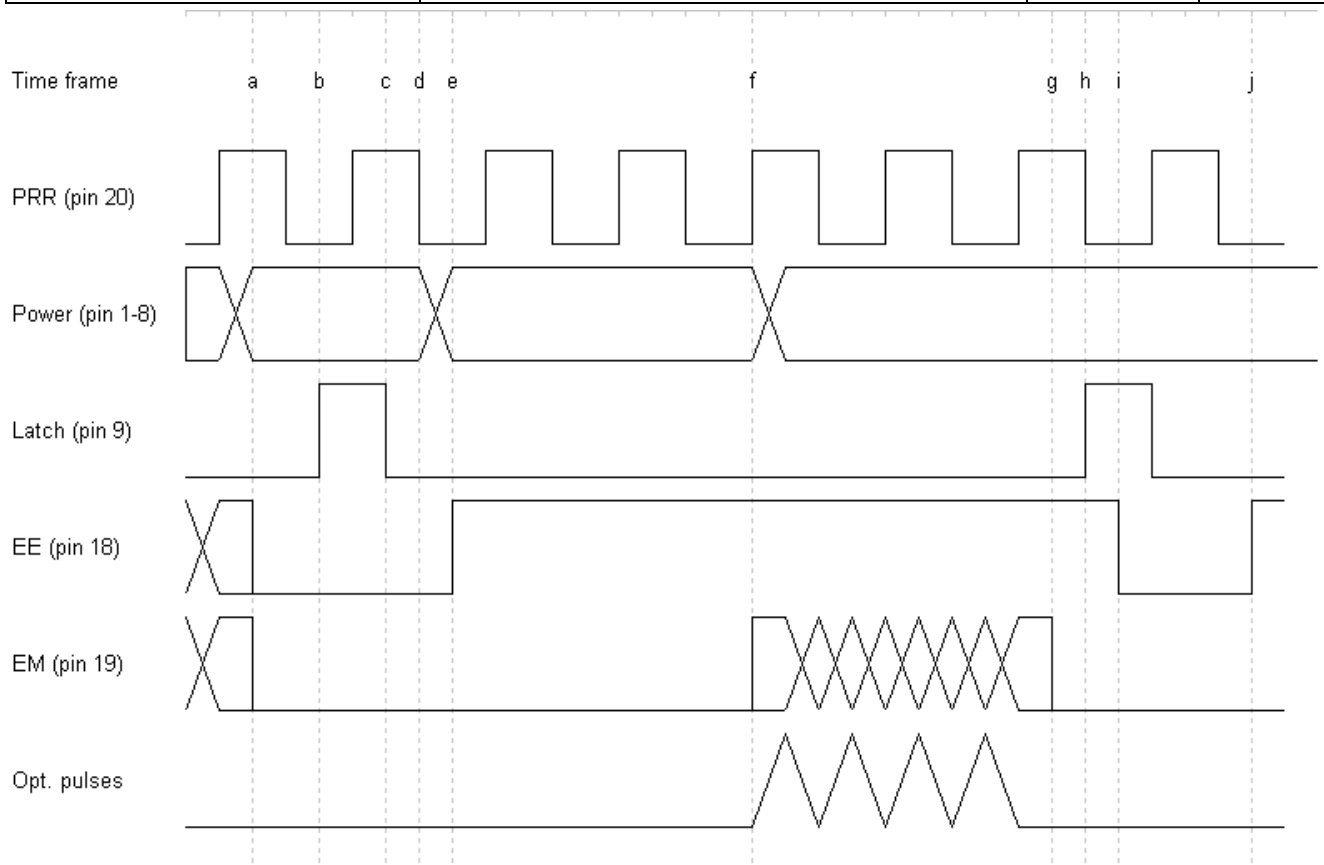 Time frame a b c d e f g h i j
PRR (pin 20)
Power (pin 1-8)
Latch (pin 9)
EE (pin 18)
EM (pin 19)
Opt. pulses